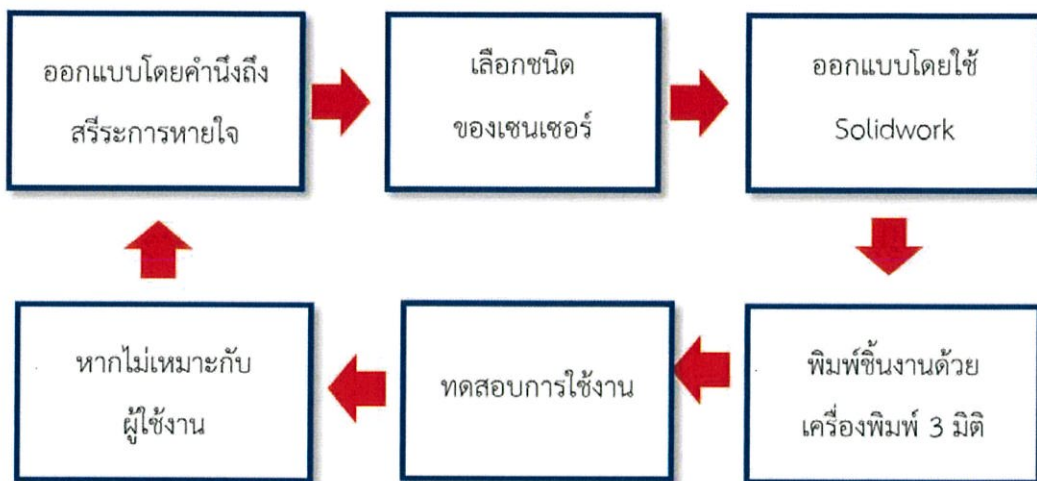 ออกแบบโดยคำนึงถึง
สรีระการหายใจ
เลือกชนิด
ของเซนเซอร์
ออกแบบโดยใช้
Solidwork
พิมพ์ชิ้นงานด้วย
เครื่องพิมพ์ 3 มิติ
ทดสอบการใช้งาน
หากไม่เหมาะกับ
ผู้ใช้งาน